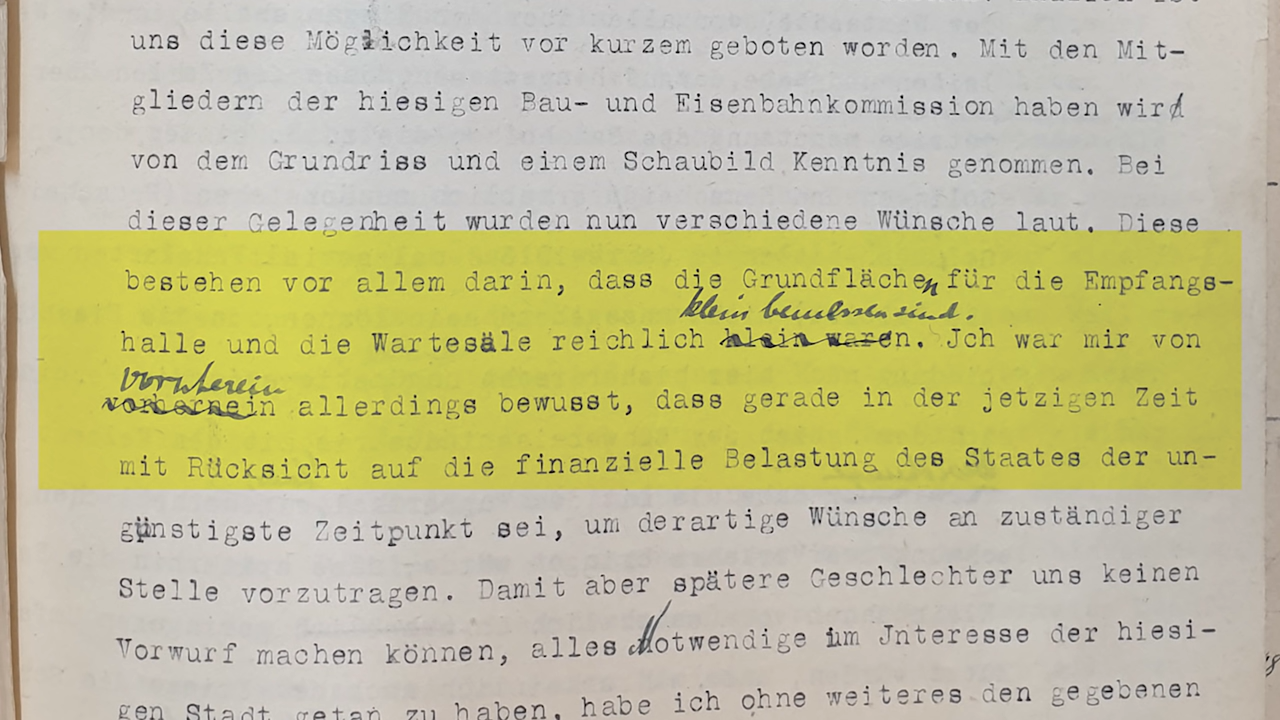 uns diese Möglichkeit vor kurzem geboten worden. Mit den Mit-
gliedern der hiesigen Bau- und Eisenbahnkommission haben wir
von dem Grundriss und einem Schaubild Kenntnis genommen. Bei
dieser Gelegenheit wurden nun verschiedene Wünsche laut. Diese
bestehen vor allem darin, dass die Grundflächen für die Empfangs-
klein bemessen sind.
halle und die Wartesäle reichlich klein waren. Jch war mir von
vornherein
vorhernein allerdings bewusst, dass gerade in der jetzigen Zeit
mit Rücksicht auf die finanzielle Belastung des Staates der un-
günstigste Zeitpunkt sei, um derartige Wünsche an zuständiger
Stelle vorzutragen. Damit aber spätere Geschlechter uns keinen
Vorwurf machen können, alles Notwendige im Jnteresse der hiesi-
gen Stadt getan zu haben, habe ich ohne weiteres den gegebenen